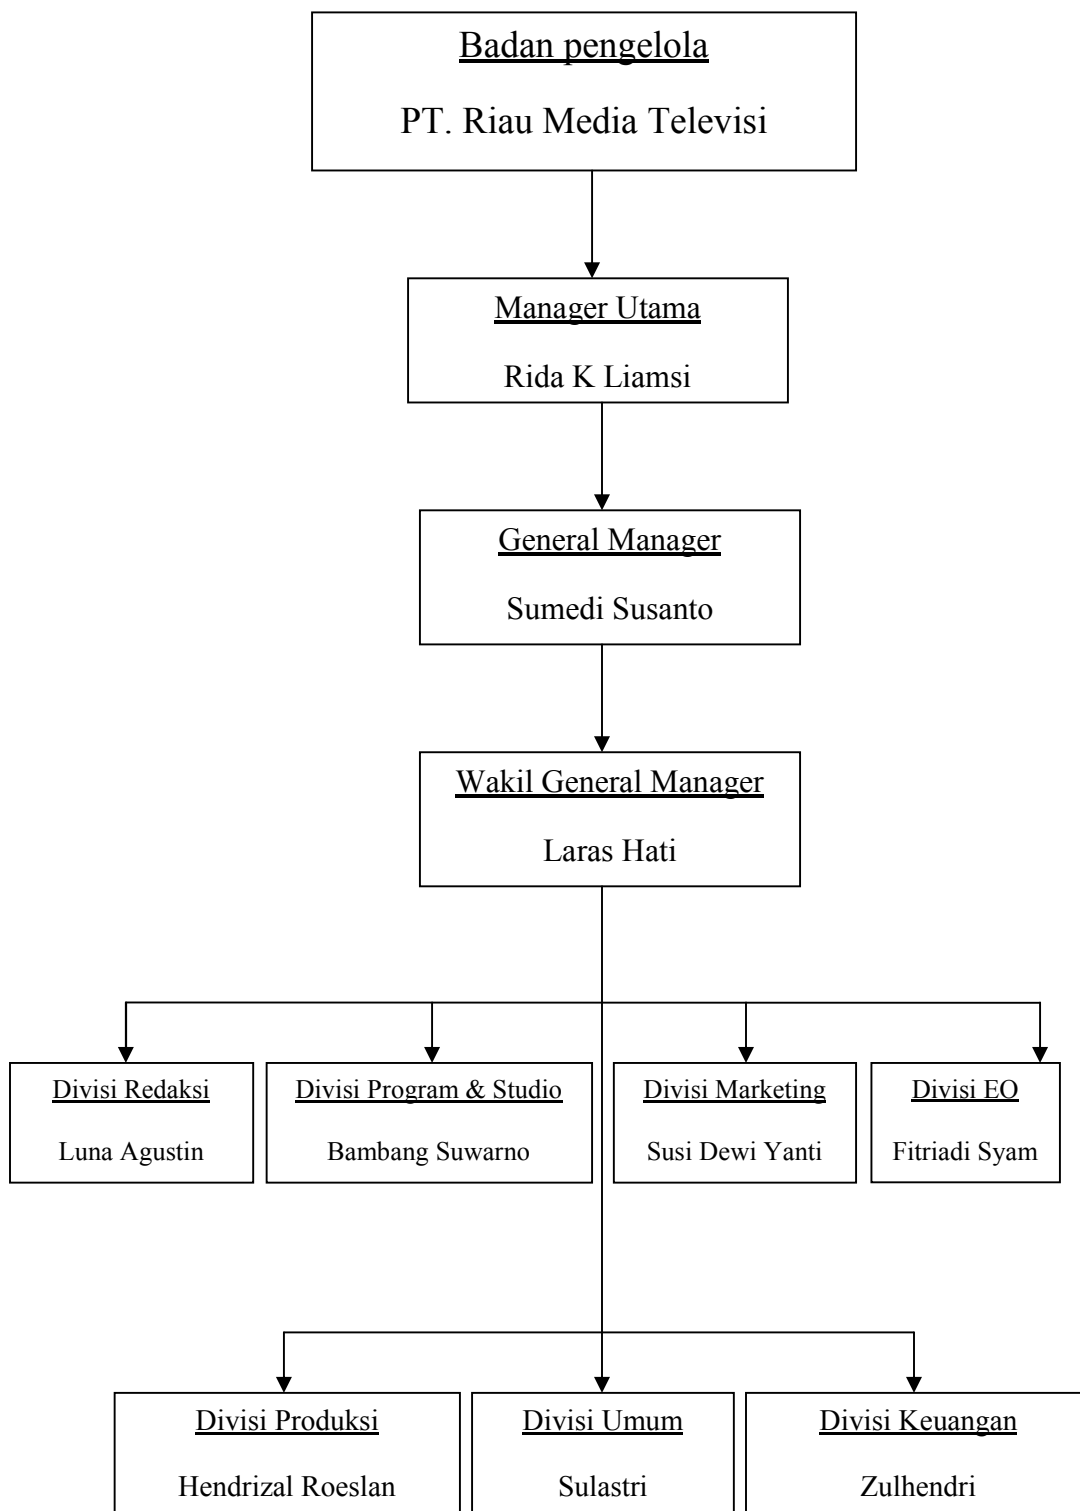 Badan pengelola
PT. Riau Media Televisi
Manager Utama
Rida K Liamsi
General Manager
Sumedi Susanto
Wakil General Manager
Laras Hati
Divisi Redaksi
Luna Agustin
Divisi Program & Studio
Bambang Suwarno
Divisi Marketing
Susi Dewi Yanti
Divisi EO
Fitriadi Syam
Divisi Produksi
Hendrizal Roeslan
Divisi Umum
Sulastri
Divisi Keuangan
Zulhendri